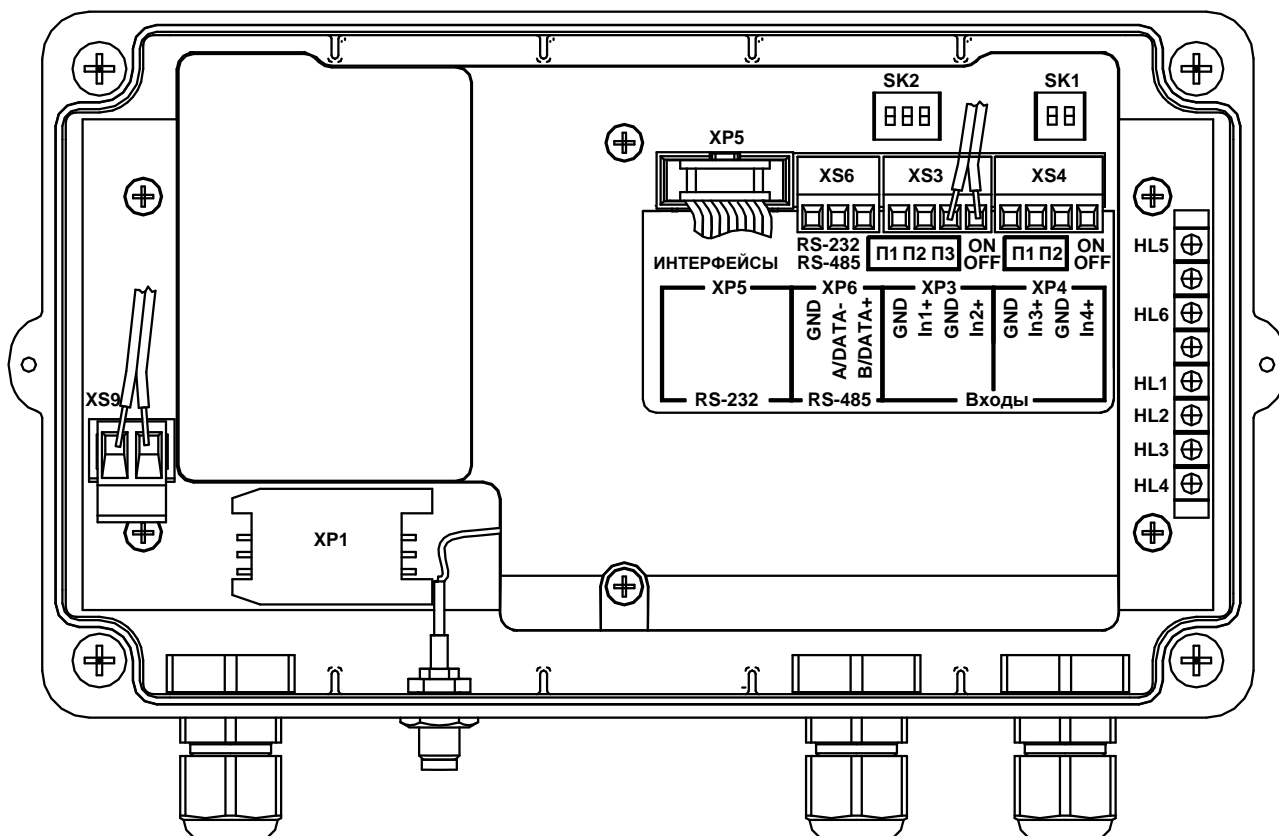 SK2 SK1
XP5
XS6 XS3 XS4
RS-232 ON ON
RS-485 П1 П2 П3 OFF П1 П2 OFF
ИНТЕРФЕЙСЫ
XP5 XP6 XP3 XP4
GND
A/DATA-
B/DATA+
GND
In1+
GND
In2+
GND
In3+
GND
In4+
RS-232 RS-485 Входы
HL5
HL6
HL1
HL2
HL3
HL4
XS9
XP1